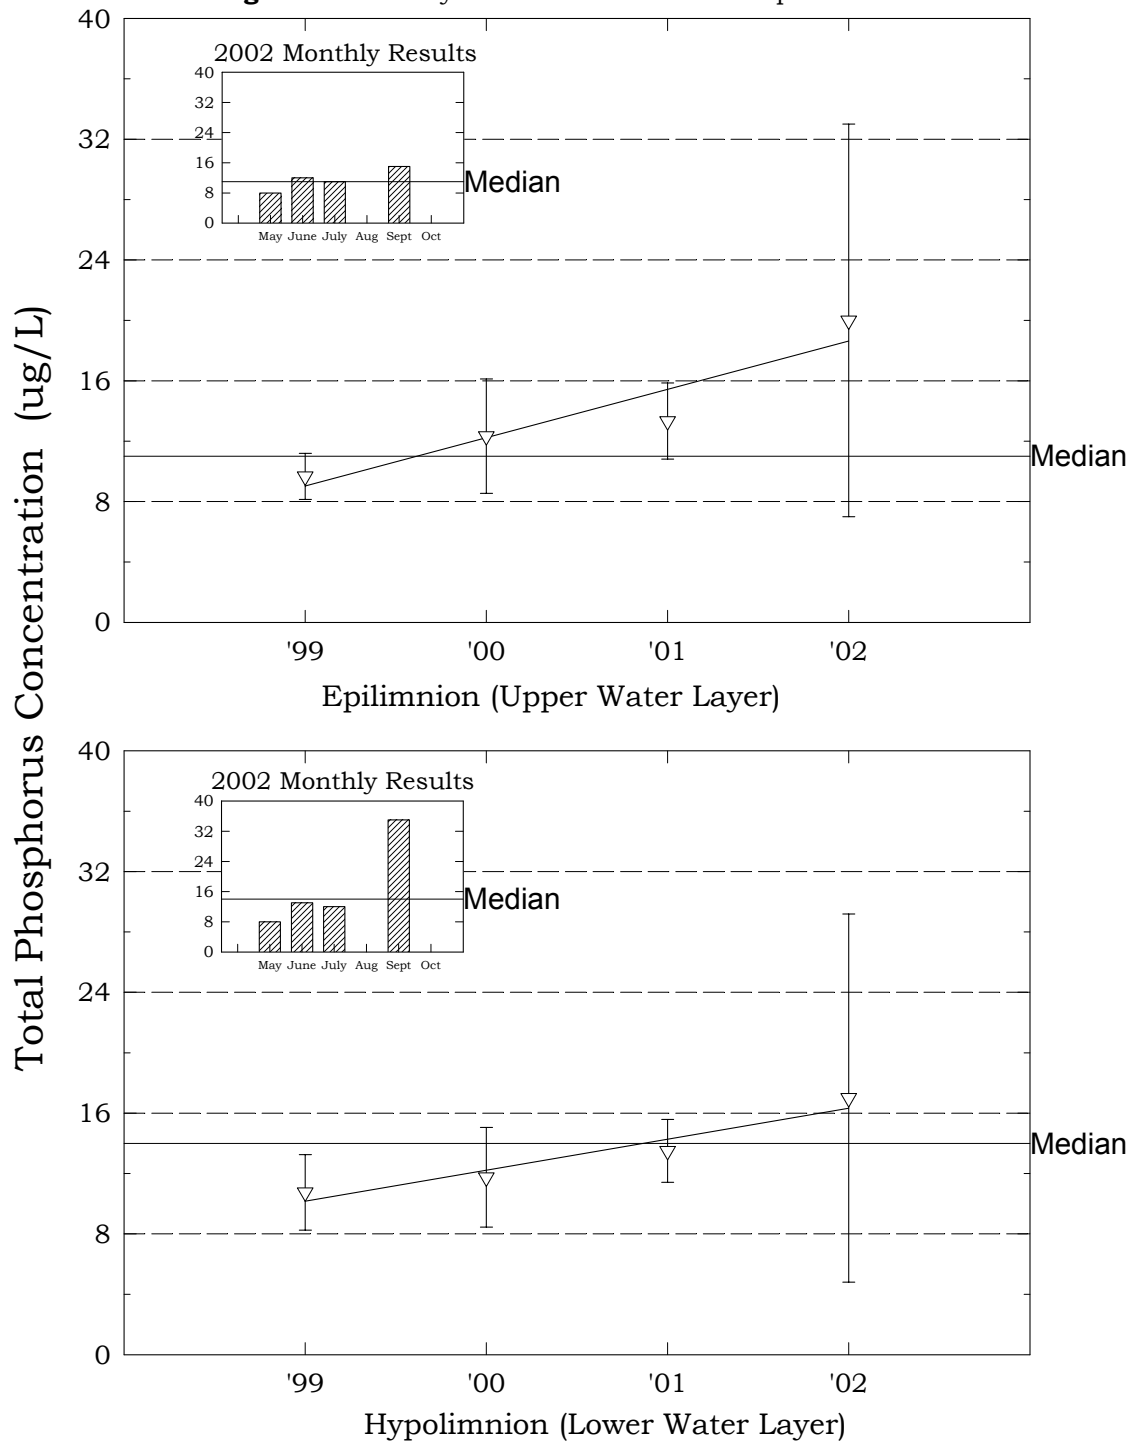 2002 Monthly Results
40
32
24
16
8
0
May June July Aug Sept Oct
Median
40
32
24
16
8
0
Median
'99 '00 '01 '02
Epilimnion (Upper Water Layer)
Total Phosphorus Concentration (ug/L)
2002 Monthly Results
40
32
24
16
8
0
May June July Aug Sept Oct
Median
40
32
24
16
8
0
Median
'99 '00 '01 '02
Hypolimnion (Lower Water Layer)